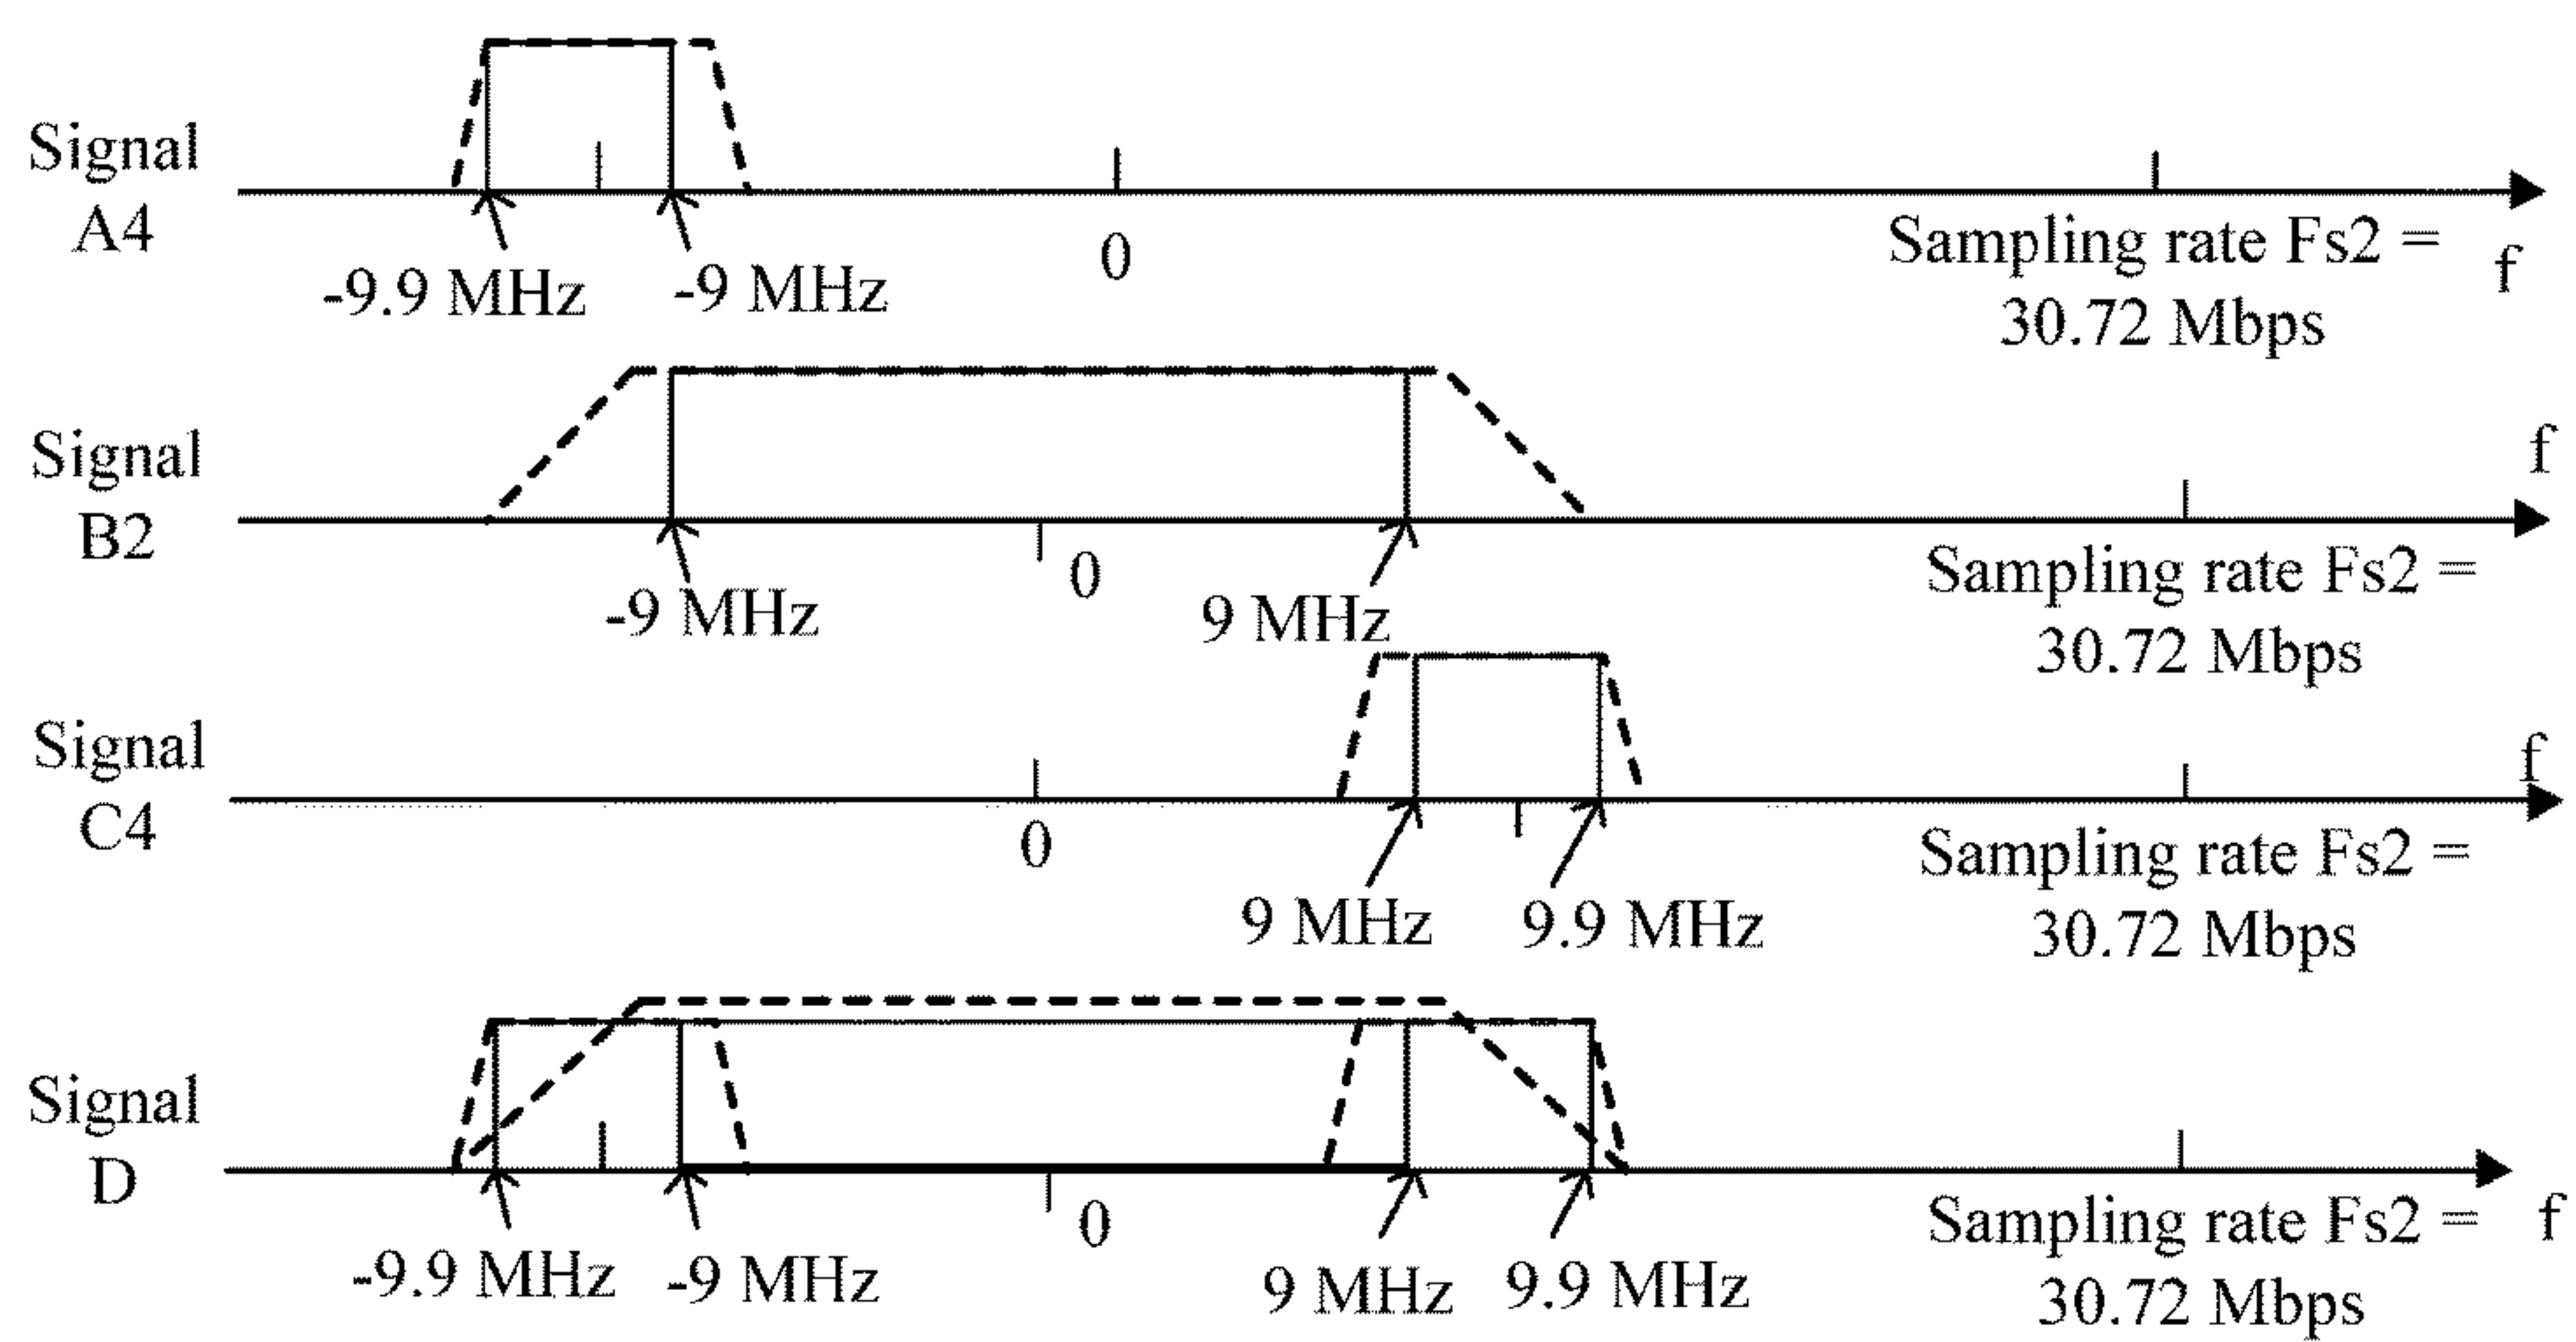 Signal
A4
-9.9 MHz
-9 MHz
0
Sampling rate Fs2 =
30.72 Mbps
f
Signal
B2
-9 MHz
0
9 MHz
f
Sampling rate Fs2 =
30.72 Mbps
Signal
C4
0
9 MHz
9.9 MHz
f
Sampling rate Fs2 =
30.72 Mbps
Signal
D
-9.9 MHz
-9 MHz
0
9 MHz
9.9 MHz
Sampling rate Fs2 =
30.72 Mbps
f